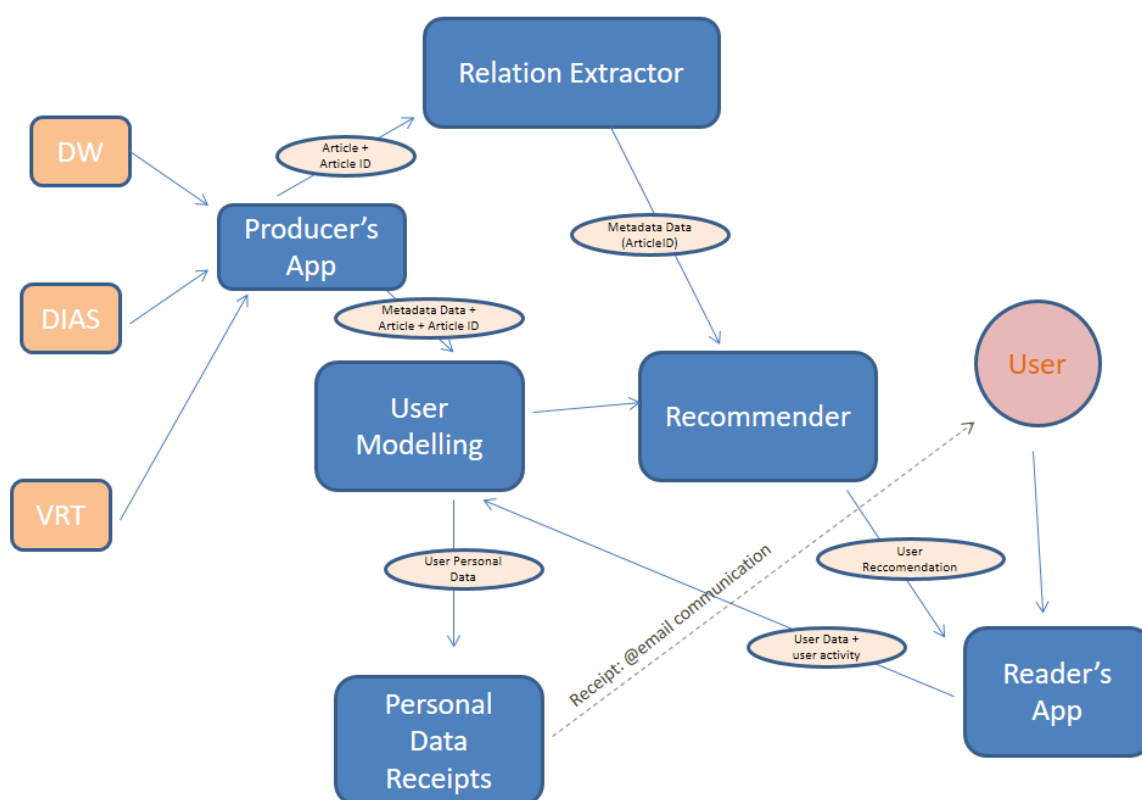 Relation Extractor
DW
Article +
Article ID
Producer's
App
Metadata Data
(ArticleID)
DIAS
Metadata Data +
Article + Article ID
User
User
Modelling
Recommender
VRT
User Personal
Data
User
Reccomendation
Receipt: @email communication
User Data +
user activity
Reader's
App
Personal
Data
Receipts